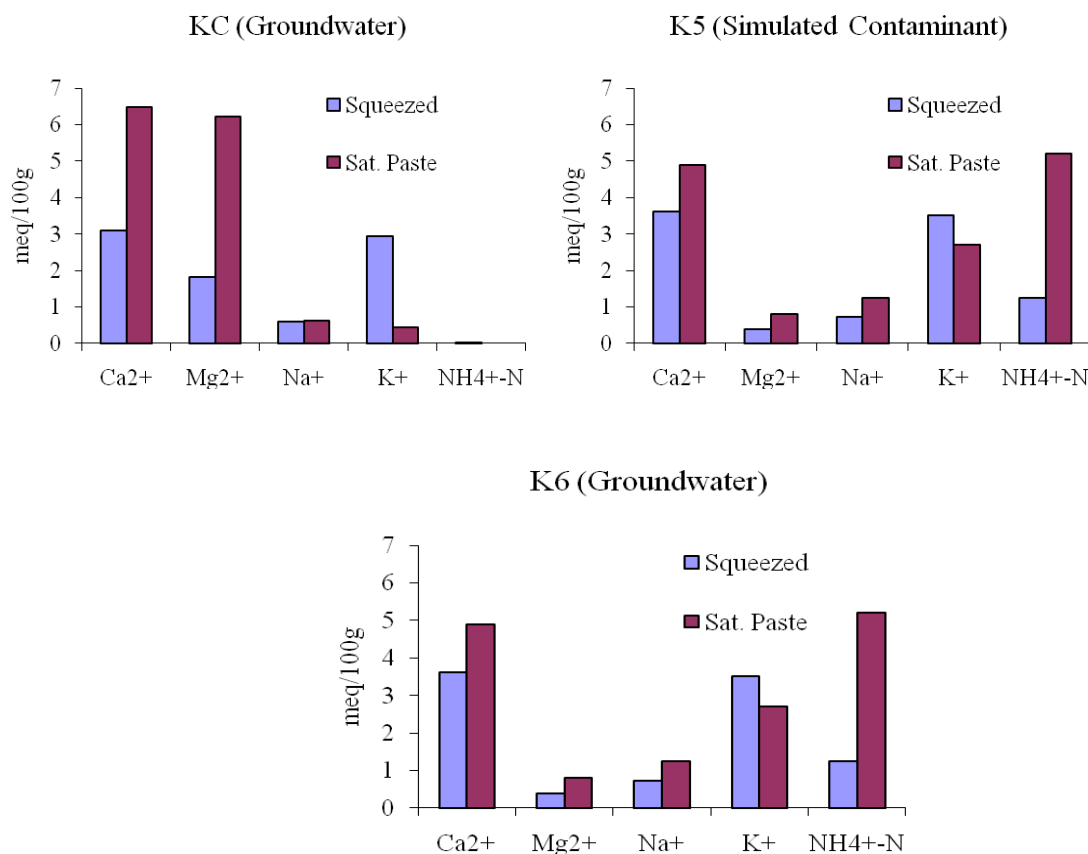 KC (Groundwater)
7
6
5
4
3
2
1
0
meq/100g
Squeezed
Sat. Paste
Ca2+ Mg2+ Na+ K+ NH4+-N
K5 (Simulated Contaminant)
7
6
5
4
3
2
1
0
meq/100g
Squeezed
Sat. Paste
Ca2+ Mg2+ Na+ K+ NH4+-N
K6 (Groundwater)
7
6
5
4
3
2
1
0
meq/100g
Squeezed
Sat. Paste
Ca2+ Mg2+ Na+ K+ NH4+-N